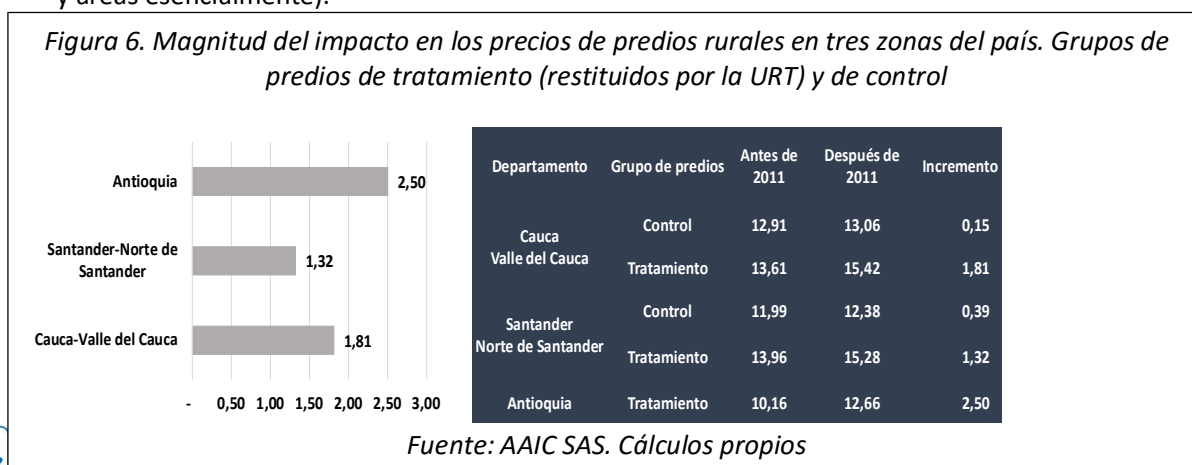 y áreas esencialmente).
Figura 6. Magnitud del impacto en los precios de predios rurales en tres zonas del país. Grupos de
predios de tratamiento (restituidos por la URT) y de control
Antioquia
2,50
Santander-Norte de
Santander
1,32
Cauca-Valle del Cauca
1,81
- 0,50 1,00 1,50 2,00 2,50 3,00
Departamento Grupo de predios Antes de 2011 Después de 2011 Incremento
Cauca
Valle del Cauca
Control 12,91 13,06 0,15
Tratamiento 13,61 15,42 1,81
Santander
Norte de Santander
Control 11,99 12,38 0,39
Tratamiento 13,96 15,28 1,32
Antioquia Tratamiento 10,16 12,66 2,50
Fuente: AAIC SAS. Cálculos propios